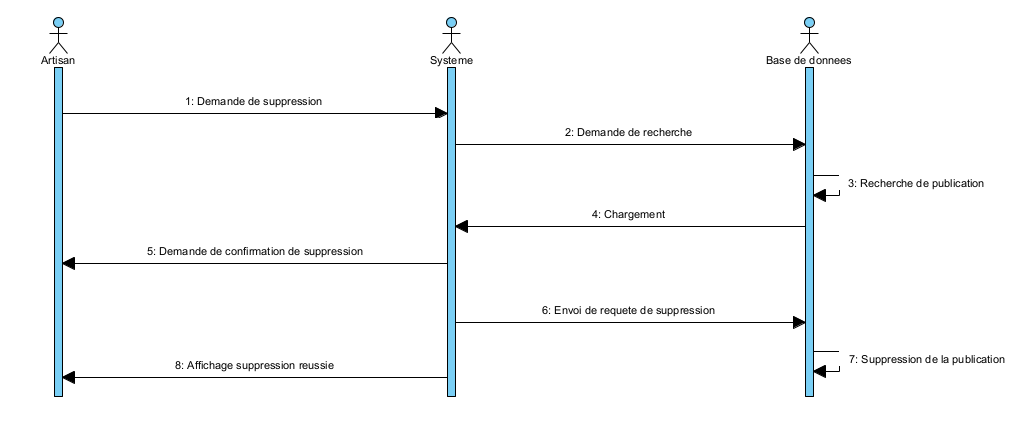 Artisan
Systeme
Base de donnees
1: Demande de suppression
2: Demande de recherche
3: Recherche de publication
4: Chargement
5: Demande de confirmation de suppression
6: Envoi de requete de suppression
7: Suppression de la publication
8: Affichage suppression reussie